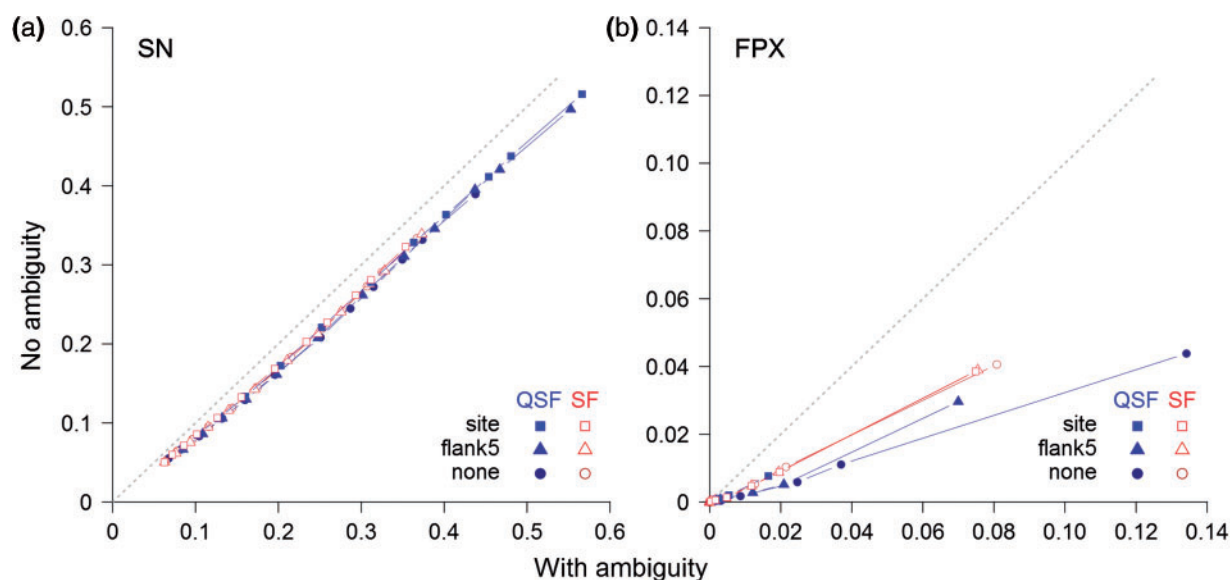 (a)
SN
No ambiguity
0.6
0.5
0.4
0.3
0.2
0.1
0
0 0.1 0.2 0.3 0.4 0.5 0.6
QSF SF
site
flank5
none
(b)
FPX
0.14
0.12
0.10
0.08
0.06
0.04
0.02
0
0 0.02 0.04 0.06 0.08 0.10 0.12 0.14
QSF SF
site
flank5
none
With ambiguity